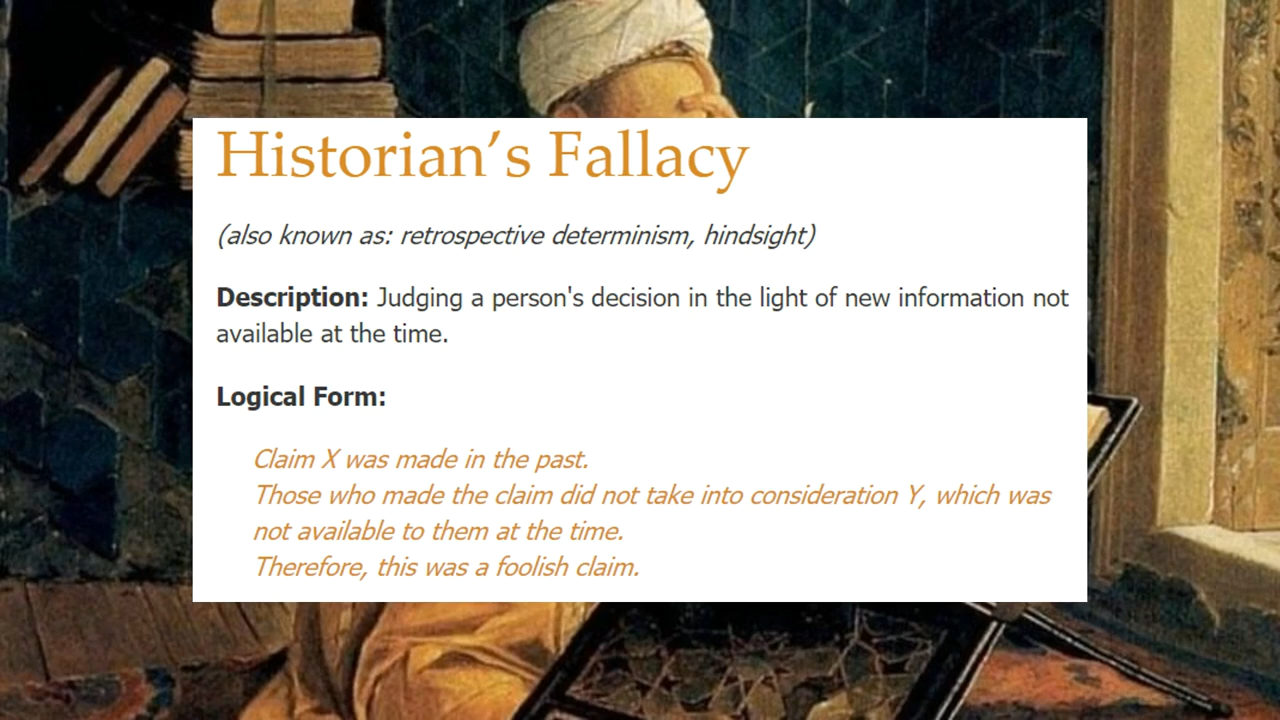 Historian’s Fallacy
(also known as: retrospective determinism, hindsight)
Description: Judging a person's decision in the light of new information not
available at the time.
Logical Form:
Claim X was made in the past.
Those who made the claim did not take into consideration Y, which was
not available to them at the time.
Therefore, this was a foolish claim.